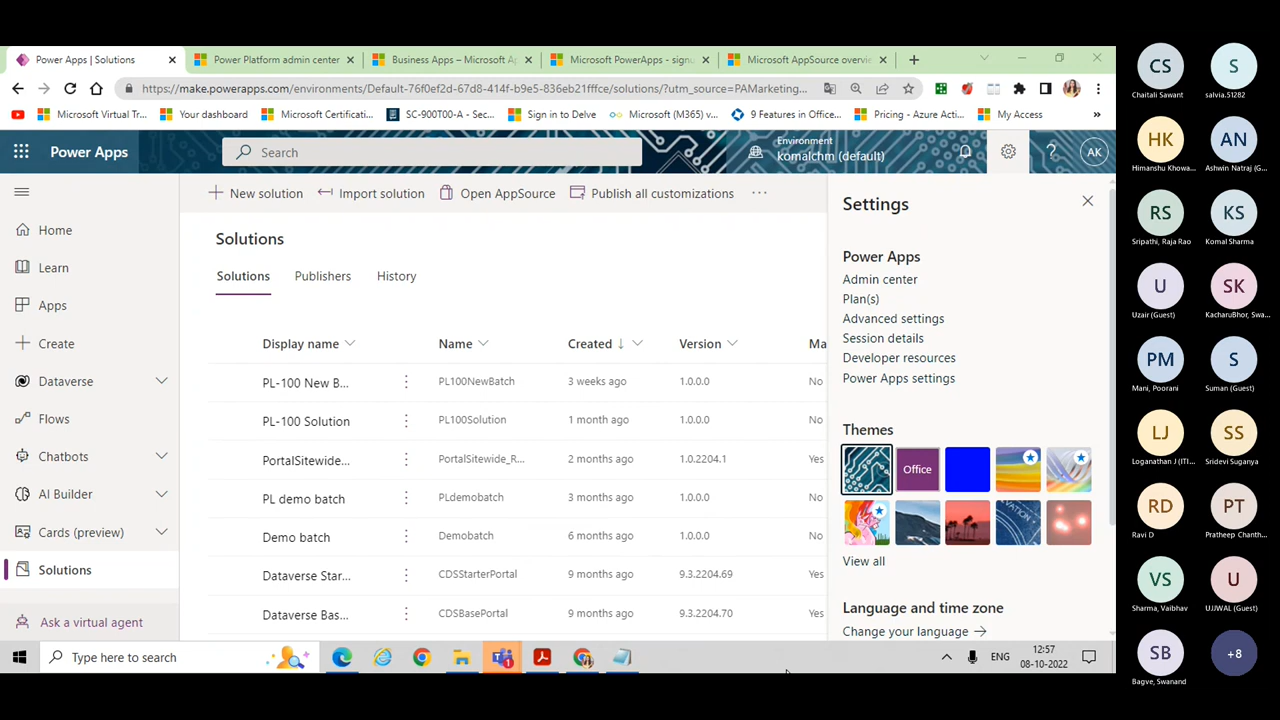 Power Apps | Solutions
Power Platform admin center
Business Apps – Microsoft A
Microsoft PowerApps - signu
Microsoft AppSource overvie
https://make.powerapps.com/environments/default-76f0ef2d-67d8-414f-b9e5-836eb21fffce/solutions/?utm_source=PAMarketing...
Microsoft Virtual Tr...
Your dashboard
Microsoft Certificati...
SC-900T00-A - Sec...
Sign in to Delve
Microsoft (M365) v...
9 Features in Office...
Pricing - Azure Acti...
My Access
»
Power Apps
Search
Environment
komalchm (default)
?
AK
Home
Learn
Apps
Create
Dataverse
Flows
Chatbots
AI Builder
Cards (preview)
Solutions
Ask a virtual agent
New solution
Import solution
Open AppSource
Publish all customizations
...
Solutions
Solutions Publishers History
Display name Name Created ↓ Version Ma
PL-100 New B... PL100NewBatch 3 weeks ago 1.0.0.0 No
PL-100 Solution PL100Solution 1 month ago 1.0.0.0 No
PortalSitewide... PortalSitewide_R... 2 months ago 1.0.2204.1 Yes
PL demo batch PLdemobatch 3 months ago 1.0.0.0 No
Demo batch Demobatch 6 months ago 1.0.0.0 No
Dataverse Star... CDSStarterPortal 9 months ago 9.3.2204.69 Yes
Dataverse Bas... CDSBasePortal 9 months ago 9.3.2204.70 Yes
Settings
Power Apps
Admin center
Plan(s)
Advanced settings
Session details
Developer resources
Power Apps settings
Themes
Office
View all
Language and time zone
Change your language →
Type here to search
1
ENG
12:57
08-10-2022
CS
Chaitali Sawant
S
salvia.51282
HK
Himanshu Khowa...
AN
Ashwin Natraj (G...
RS
Sripathi, Raja Rao
KS
Komal Sharma
U
Uzair (Guest)
SK
KacharuBhor, Swa...
PM
Mani, Poorani
S
Suman (Guest)
LJ
Loganathan J (ITI...
SS
Sridevi Suganya
RD
Ravi D
PT
Pratheep Chanth...
VS
Sharma, Vaibhav
U
UJJWAL (Guest)
SB
Bagve, Swanand
+8